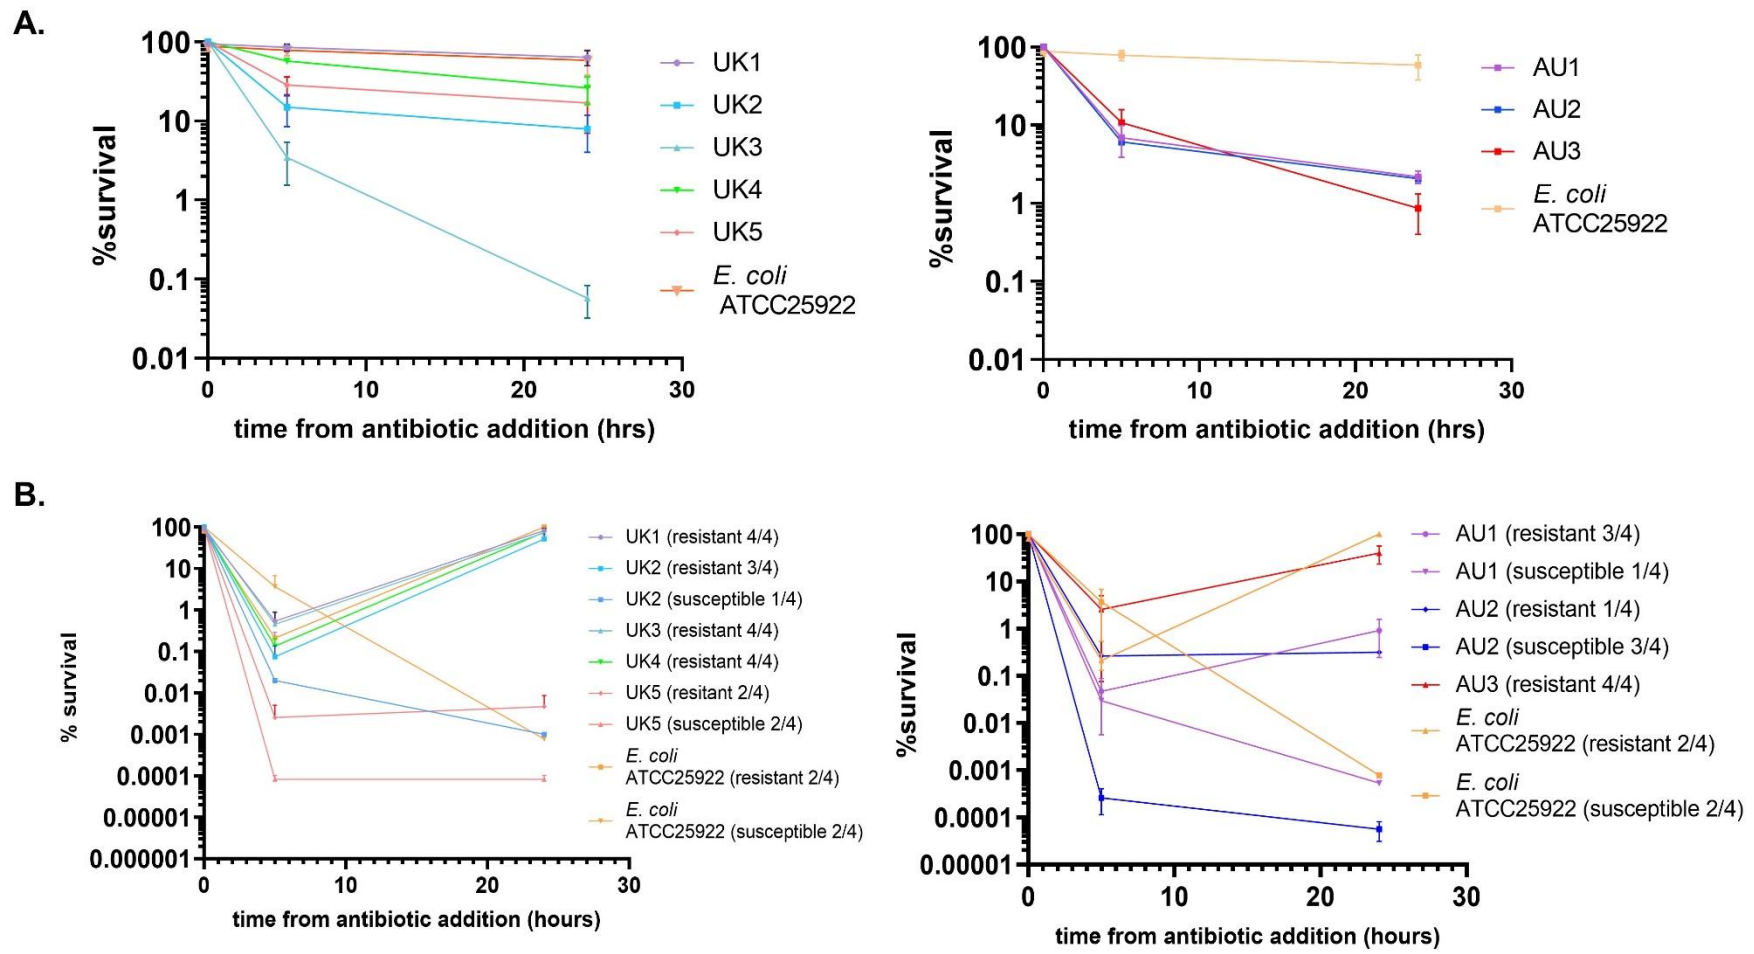 A.
100
10
1
0.1
0.01
%survival
0
10
20
30
time from antibiotic addition (hrs)
UK1
UK2
UK3
UK4
UK5
E. coli
ATCC25922
100
10
1
0.1
0.01
%survival
0
10
20
30
time from antibiotic addition (hrs)
AU1
AU2
AU3
E. coli
ATCC25922
B.
100
10
1
0.1
0.01
0.001
0.0001
0.00001
0.000001
% survival
0
10
20
30
time from antibiotic addition (hours)
UK1 (resistant 4/4)
UK2 (resistant 3/4)
UK2 (susceptible 1/4)
UK3 (resistant 4/4)
UK4 (resistant 4/4)
UK5 (resitant 2/4)
UK5 (susceptible 2/4)
E. coli
ATCC25922 (resistant 2/4)
E. coli
ATCC25922 (susceptible 2/4)
100
10
1
0.1
0.01
0.001
0.0001
0.00001
%survival
0
10
20
30
time from antibiotic addition (hours)
AU1 (resistant 3/4)
AU1 (susceptible 1/4)
AU2 (resistant 1/4)
AU2 (susceptible 3/4)
AU3 (resistant 4/4)
E. coli
ATCC25922 (resistant 2/4)
E. coli
ATCC25922 (susceptible 2/4)